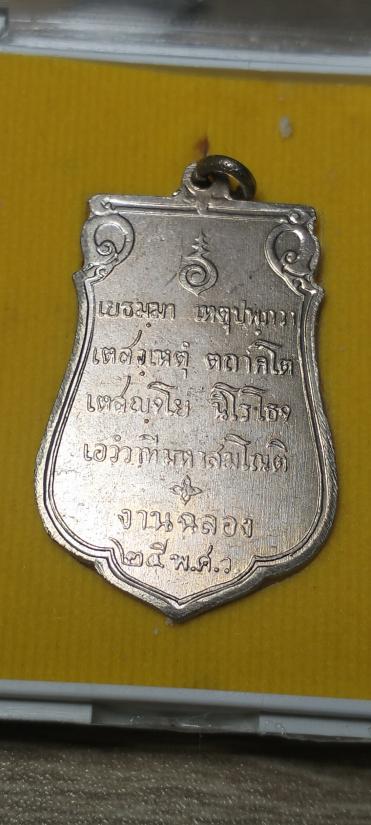 เยธมฺมา เหตุปฺปภวา
เตสํ เหตุํ ตถาคโต
เตสญฺจ โย นิโรโธ จ
เอวํวาทีมหาสมโณติ
งานฉลอง
๒๕ พ.ศ.ว.